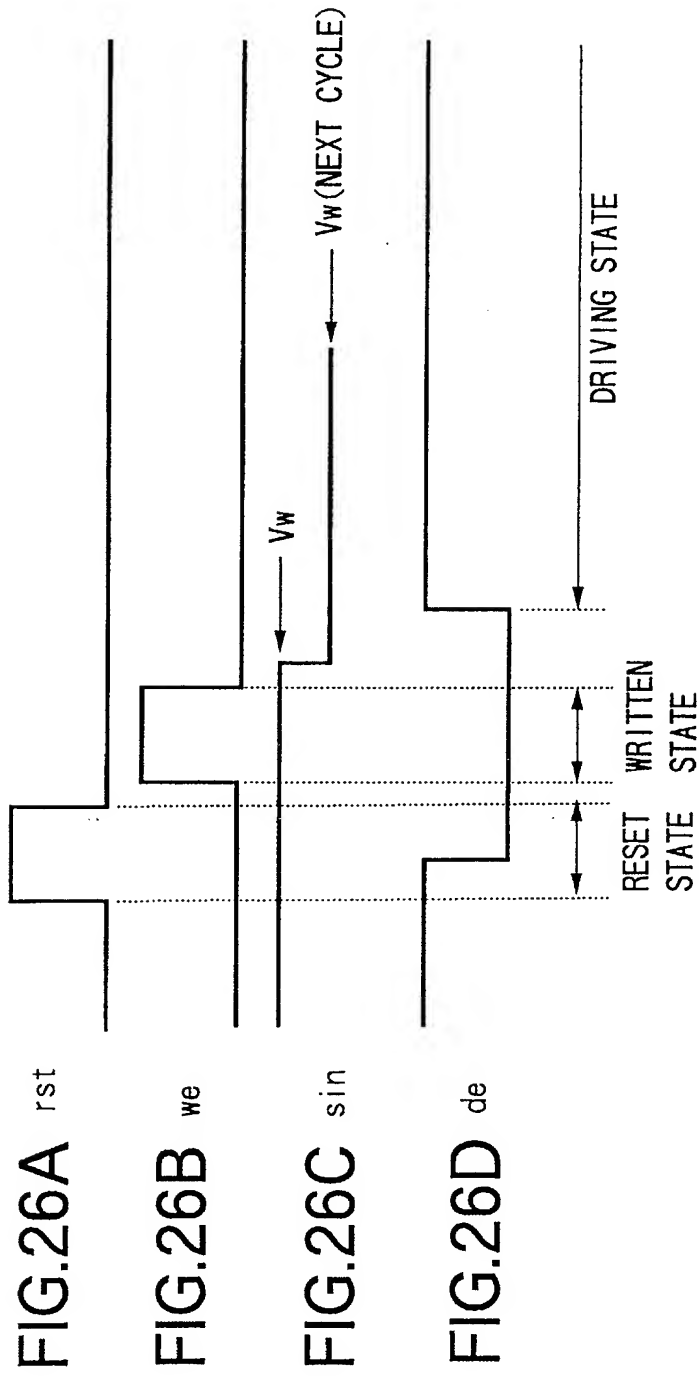 FIG.26A rst
FIG.26B we
Vw
Vw(NEXT CYCLE)
FIG.26C sin
FIG.26D de
RESET STATE
WRITTEN STATE
DRIVING STATE